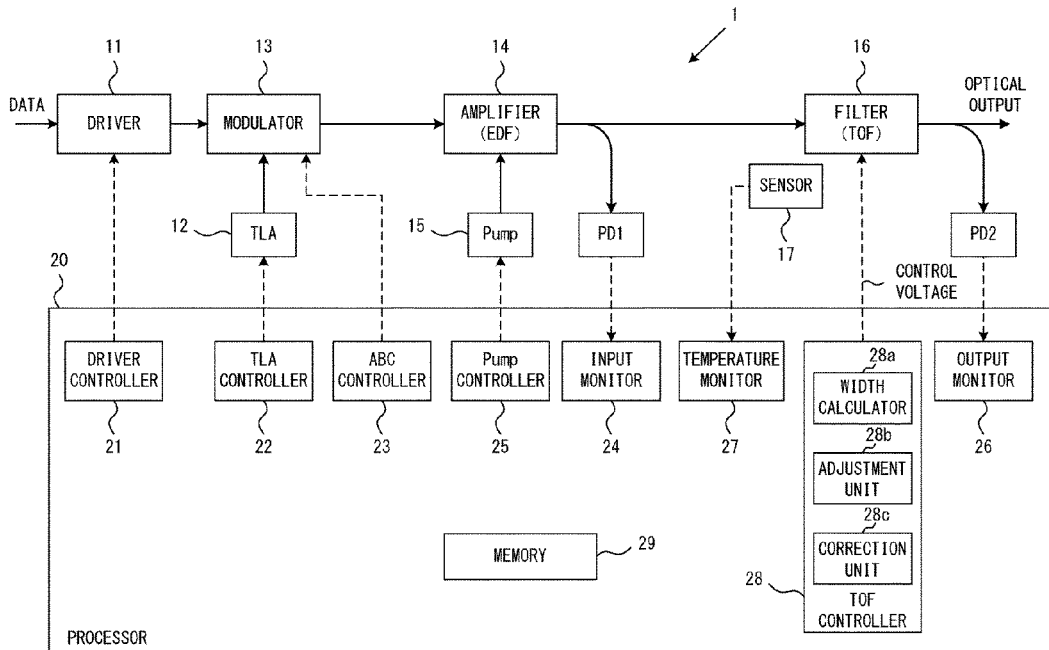 1
11
13
14
16
DATA
DRIVER
MODULATOR
AMPLIFIER
(EDF)
FILTER
(TOF)
OPTICAL
OUTPUT
12
TLA
15
Pump
PD1
SENSOR
17
PD2
CONTROL
VOLTAGE
20
DRIVER
CONTROLLER
21
TLA
CONTROLLER
22
ABC
CONTROLLER
23
Pump
CONTROLLER
25
INPUT
MONITOR
24
TEMPERATURE
MONITOR
27
28a
WIDTH
CALCULATOR
28b
ADJUSTMENT
UNIT
28c
CORRECTION
UNIT
28
TOF
CONTROLLER
OUTPUT
MONITOR
26
MEMORY
29
PROCESSOR